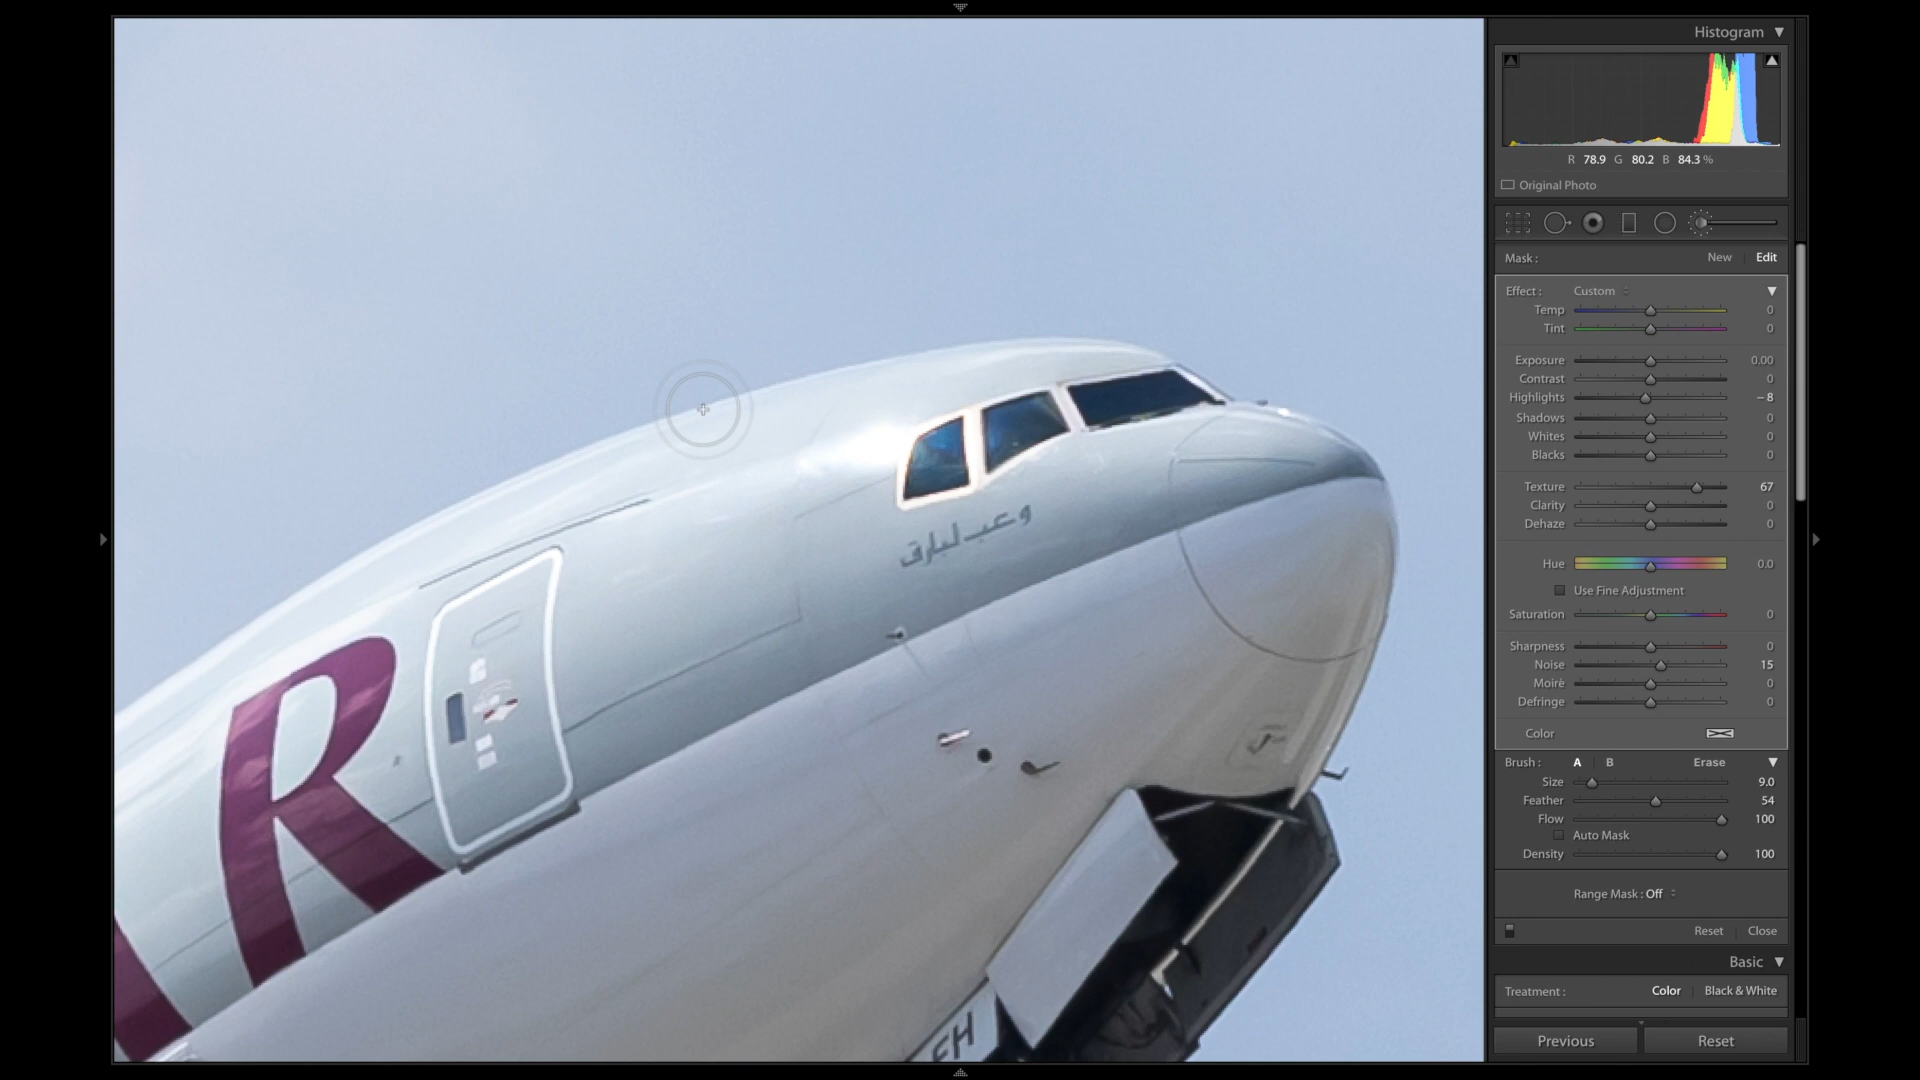 Histogram
R 78.9 G 80.2 B 84.3 %
Original Photo
Mask : New Edit
Effect : Custom
Temp 0
Tint 0
Exposure 0.00
Contrast 0
Highlights – 8
Shadows 0
Whites 0
Blacks 0
Texture 67
Clarity 0
Dehaze 0
Hue 0.0
Use Fine Adjustment
Saturation 0
Sharpness 0
Noise 15
Moiré 0
Defringe 0
Color
Brush : A B Erase
Size 9.0
Feather 54
Flow 100
Auto Mask
Density 100
Range Mask : Off
Reset Close
Basic
Treatment : Color Black & White
Previous Reset
R
FH